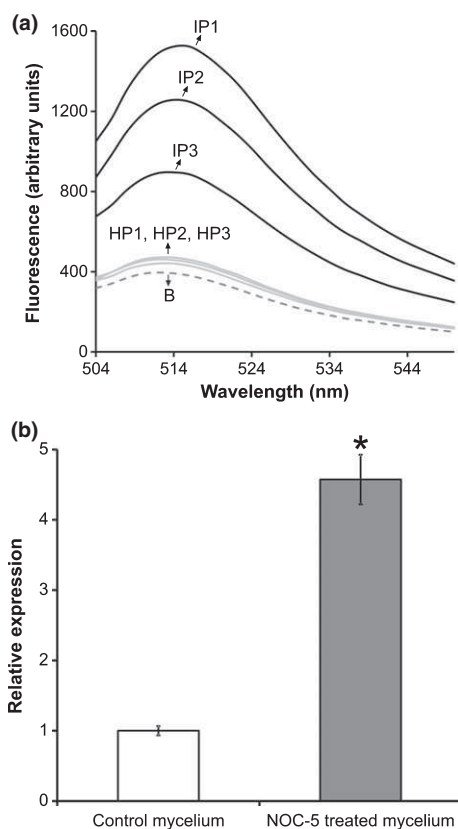 (a)
Fluorescence (arbitrary units)
1600
1200
800
400
0
IP1
IP2
IP3
HP1, HP2, HP3
B
504 514 524 534 544
Wavelength (nm)
(b)
Relative expression
5
4
3
2
1
0
*
Control mycelium NOC-5 treated mycelium